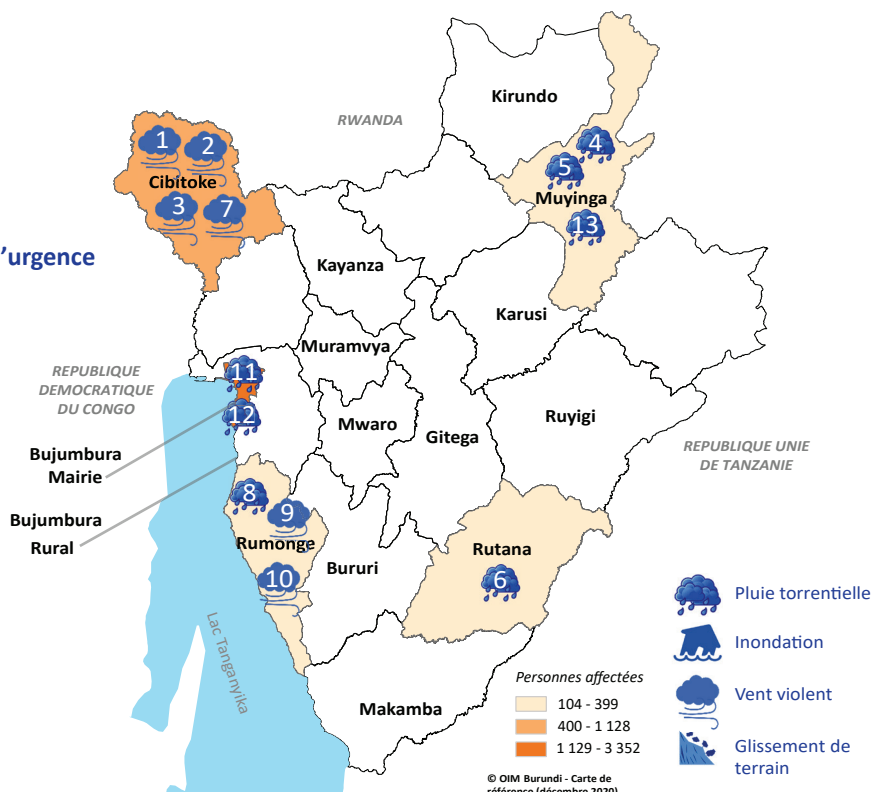 Kirundo
RWANDA
1
2
4
5
Cibitoke
Muyinga
3
7
13
'urgence
Kayanza
Karusi
Muramvya
REPUBLIQUE
DEMOCRATIQUE
DU CONGO
11
12
Mwaro
Gitega
Ruyigi
REPUBLIQUE UNIE
DE TANZANIE
Bujumbura
Mairie
Bujumbura
Rural
8
9
Rumonge
10
Bururi
Rutana
6
Lac Tanganyika
Makamba
Personnes affectées
104 - 399
400 - 1 128
1 129 - 3 352
© OIM Burundi - Carte de
référence (décembre 2020)
Pluie torrentielle
Inondation
Vent violent
Glissement de
terrain